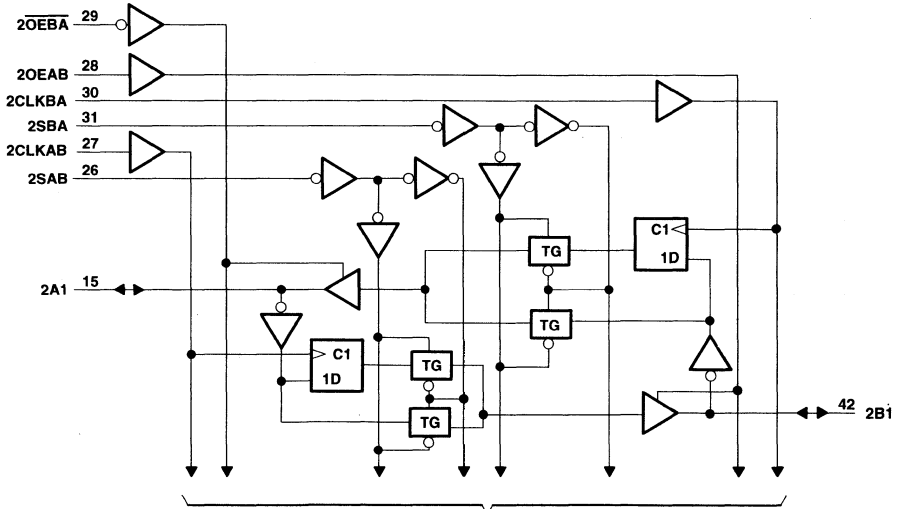 2OEBA 29
2OEAB 28
2CLKBA 30
2SBA 31
2CLKAB 27
2SAB 26
TG
C1
1D
2A1 15
TG
C1
1D
TG
TG
42 2B1